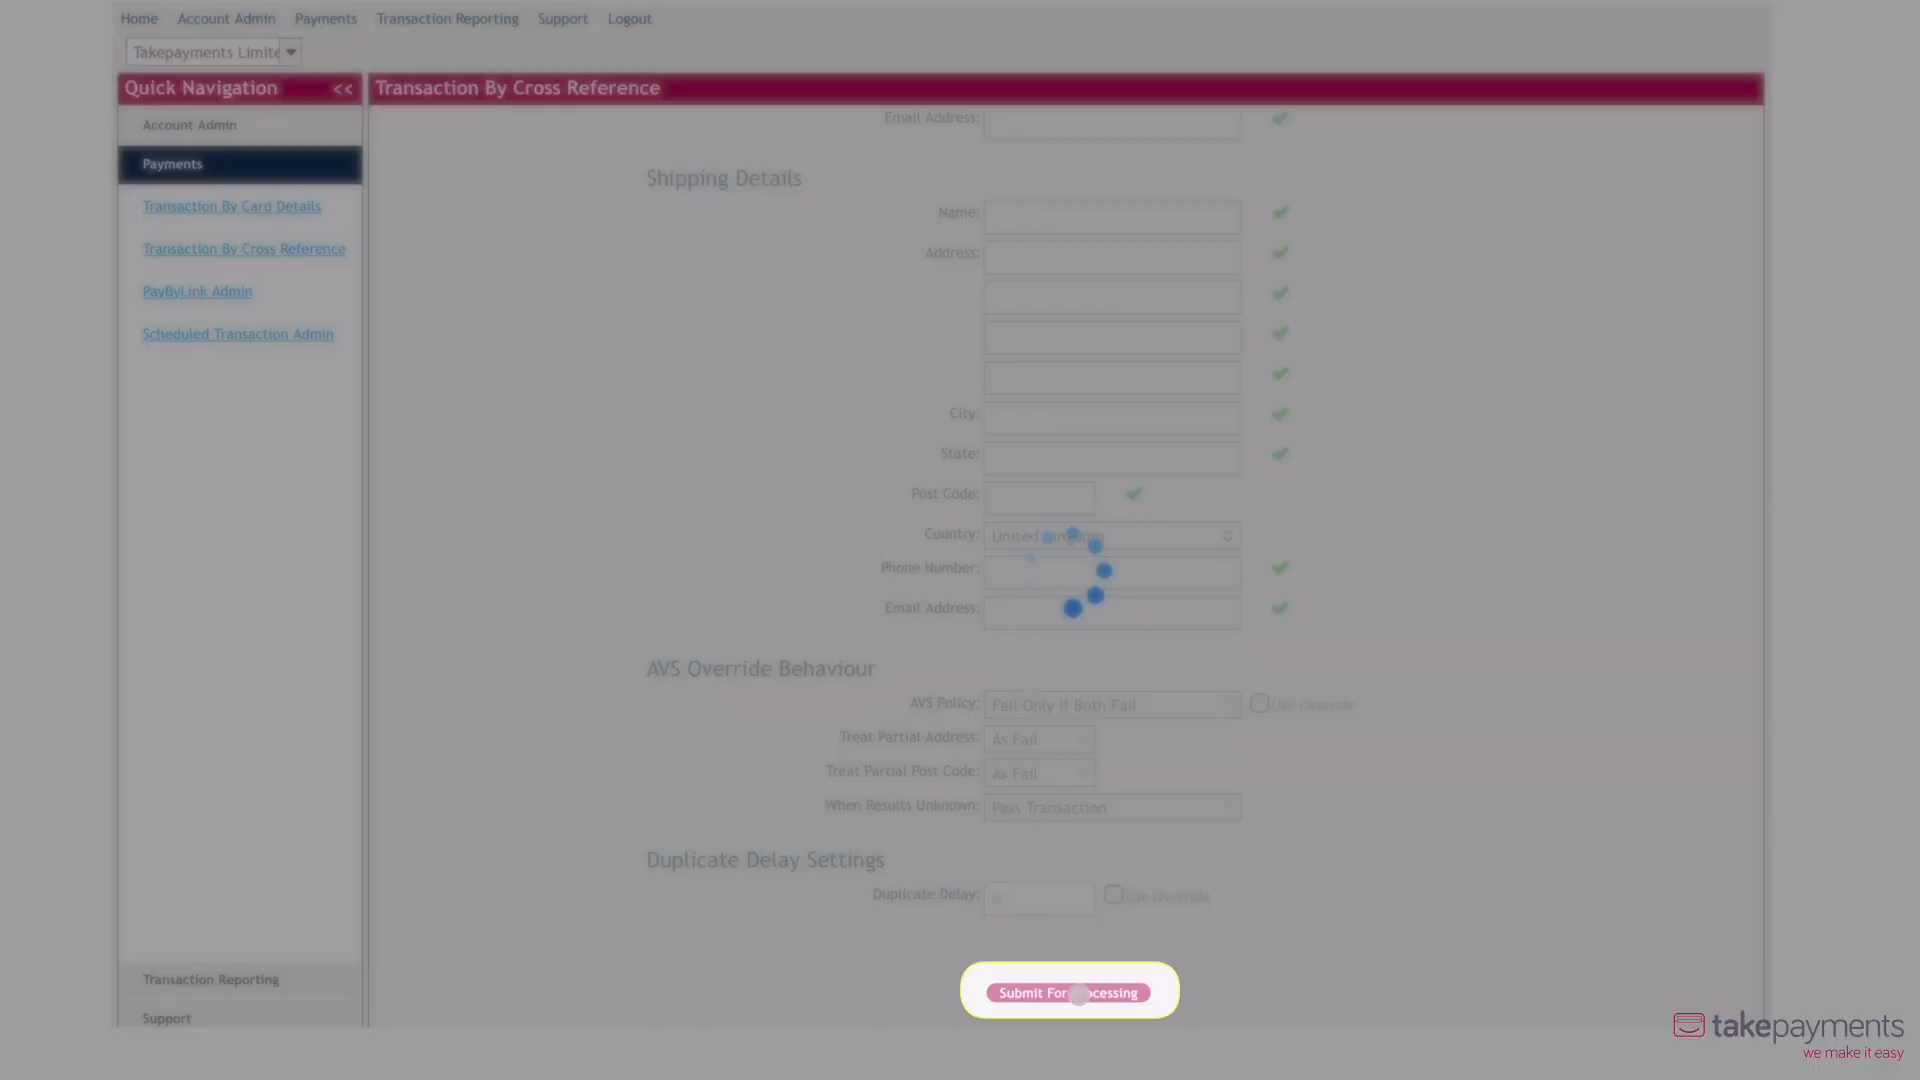 Home Account Admin Payments Transaction Reporting Support Logout
Takepayments Limite
Quick Navigation <<
Transaction By Cross Reference
Account Admin
Payments
Transaction By Card Details
Transaction By Cross Reference
PayByLink Admin
Scheduled Transaction Admin
Transaction Reporting
Support
Email Address:
Shipping Details
Name:
Address:
City:
State:
Post Code:
Country: United Kingdom
Phone Number:
Email Address:
AVS Override Behaviour
AVS Policy: Fail Only If Both Fail Use Override
Treat Partial Address: As Fail
Treat Partial Post Code: As Fail
When Results Unknown: Pass Transaction
Duplicate Delay Settings
Duplicate Delay: Use Override
Submit For Processing
takepayments
we make it easy